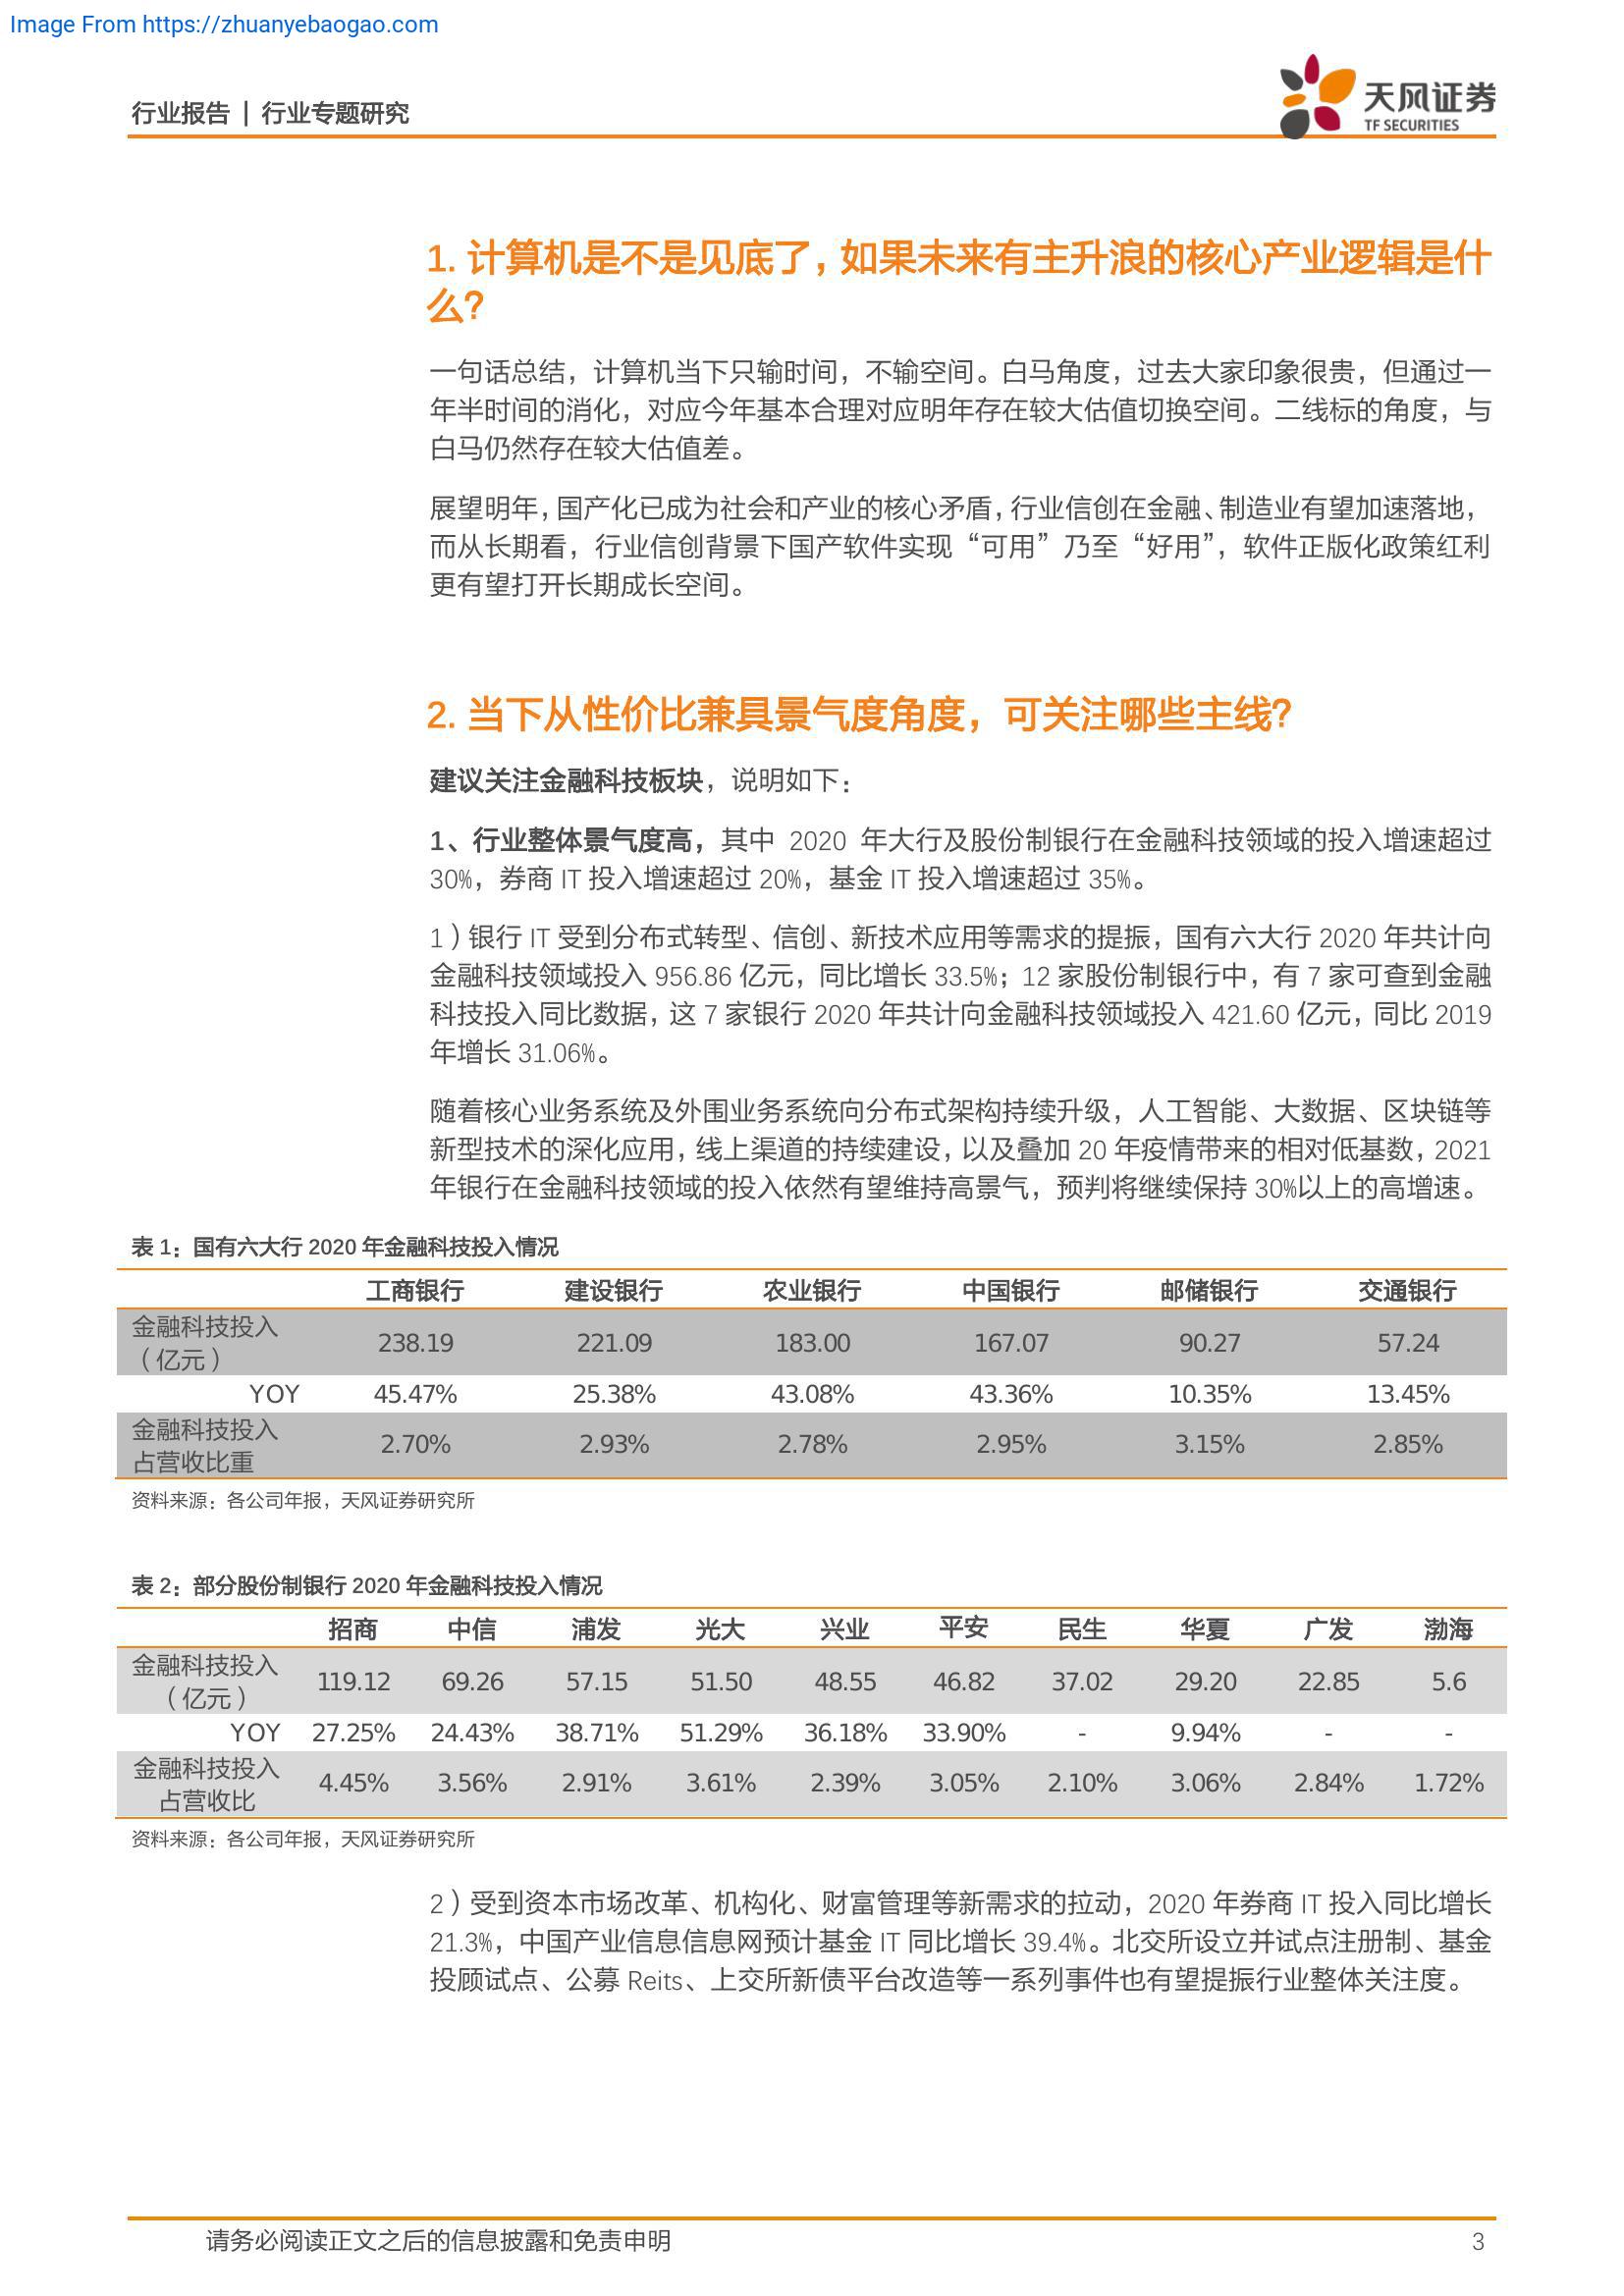 Image From https://zhuanyebaogao.com
行业报告 | 行业专题研究
天风证券
TF SECURITIES
1. 计算机是不是见底了，如果未来有主升浪的核心产业逻辑是什
么？
一句话总结，计算机当下只输时间，不输空间。白马角度，过去大家印象很贵，但通过一
年半时间的消化，对应今年基本合理对应明年存在较大估值切换空间。二线标的角度，与
白马仍然存在较大估值差。
展望明年，国产化已成为社会和产业的核心矛盾，行业信创在金融、制造业有望加速落地，
而从长期看，行业信创背景下国产软件实现“可用”乃至“好用”，软件正版化政策红利
更有望打开长期成长空间。
2. 当下从性价比兼具景气度角度，可关注哪些主线？
建议关注金融科技板块，说明如下：
1、行业整体景气度高，其中 2020 年大行及股份制银行在金融科技领域的投入增速超过
30%，券商 IT 投入增速超过 20%，基金 IT 投入增速超过 35%。
1）银行 IT 受到分布式转型、信创、新技术应用等需求的提振，国有六大行 2020 年共计向
金融科技领域投入 956.86 亿元，同比增长 33.5%；12 家股份制银行中，有 7 家可查到金融
科技投入同比数据，这 7 家银行 2020 年共计向金融科技领域投入 421.60 亿元，同比 2019
年增长 31.06%。
随着核心业务系统及外围业务系统向分布式架构持续升级，人工智能、大数据、区块链等
新型技术的深化应用，线上渠道的持续建设，以及叠加 20 年疫情带来的相对低基数，2021
年银行在金融科技领域的投入依然有望维持高景气，预判将继续保持 30%以上的高增速。
表 1：国有六大行 2020 年金融科技投入情况
工商银行 建设银行 农业银行 中国银行 邮储银行 交通银行
金融科技投入
（亿元） 238.19 221.09 183.00 167.07 90.27 57.24
YOY 45.47% 25.38% 43.08% 43.36% 10.35% 13.45%
金融科技投入
占营收比重 2.70% 2.93% 2.78% 2.95% 3.15% 2.85%
资料来源：各公司年报，天风证券研究所
表 2：部分股份制银行 2020 年金融科技投入情况
招商 中信 浦发 光大 兴业 平安 民生 华夏 广发 渤海
金融科技投入
（亿元） 119.12 69.26 57.15 51.50 48.55 46.82 37.02 29.20 22.85 5.6
YOY 27.25% 24.43% 38.71% 51.29% 36.18% 33.90% - 9.94% - -
金融科技投入
占营收比 4.45% 3.56% 2.91% 3.61% 2.39% 3.05% 2.10% 3.06% 2.84% 1.72%
资料来源：各公司年报，天风证券研究所
2）受到资本市场改革、机构化、财富管理等新需求的拉动，2020 年券商 IT 投入同比增长
21.3%，中国产业信息信息网预计基金 IT 同比增长 39.4%。北交所设立并试点注册制、基金
投顾试点、公募 Reits、上交所新债平台改造等一系列事件也有望提振行业整体关注度。
请务必阅读正文之后的信息披露和免责申明 3